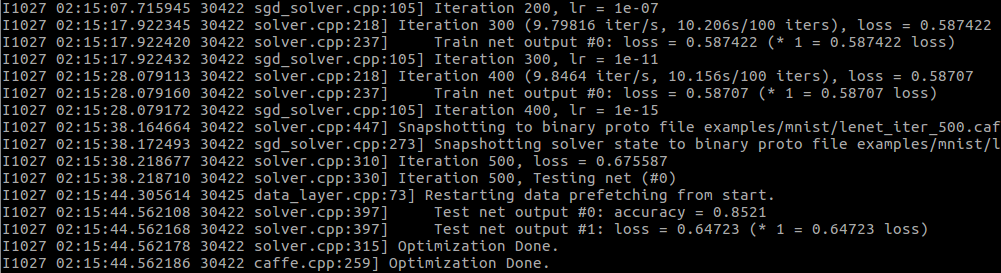 I1027 02:15:07.715945 30422 sgd_solver.cpp:105] Iteration 200, lr = 1e-07
I1027 02:15:17.922345 30422 solver.cpp:218] Iteration 300 (9.79816 iter/s, 10.206s/100 iters), loss = 0.587422
I1027 02:15:17.922420 30422 solver.cpp:237]     Train net output #0: loss = 0.587422 (* 1 = 0.587422 loss)
I1027 02:15:17.922432 30422 sgd_solver.cpp:105] Iteration 300, lr = 1e-11
I1027 02:15:28.079113 30422 solver.cpp:218] Iteration 400 (9.8464 iter/s, 10.156s/100 iters), loss = 0.58707
I1027 02:15:28.079160 30422 solver.cpp:237]     Train net output #0: loss = 0.58707 (* 1 = 0.58707 loss)
I1027 02:15:28.079172 30422 sgd_solver.cpp:105] Iteration 400, lr = 1e-15
I1027 02:15:38.164664 30422 solver.cpp:447] Snapshotting to binary proto file examples/mnist/lenet_iter_500.caf
I1027 02:15:38.172493 30422 sgd_solver.cpp:273] Snapshotting solver state to binary proto file examples/mnist/l
I1027 02:15:38.218677 30422 solver.cpp:310] Iteration 500, loss = 0.675587
I1027 02:15:38.218710 30422 solver.cpp:330] Iteration 500, Testing net (#0)
I1027 02:15:44.305614 30425 data_layer.cpp:73] Restarting data prefetching from start.
I1027 02:15:44.562108 30422 solver.cpp:397]     Test net output #0: accuracy = 0.8521
I1027 02:15:44.562168 30422 solver.cpp:397]     Test net output #1: loss = 0.64723 (* 1 = 0.64723 loss)
I1027 02:15:44.562178 30422 solver.cpp:315] Optimization Done.
I1027 02:15:44.562186 30422 caffe.cpp:259] Optimization Done.